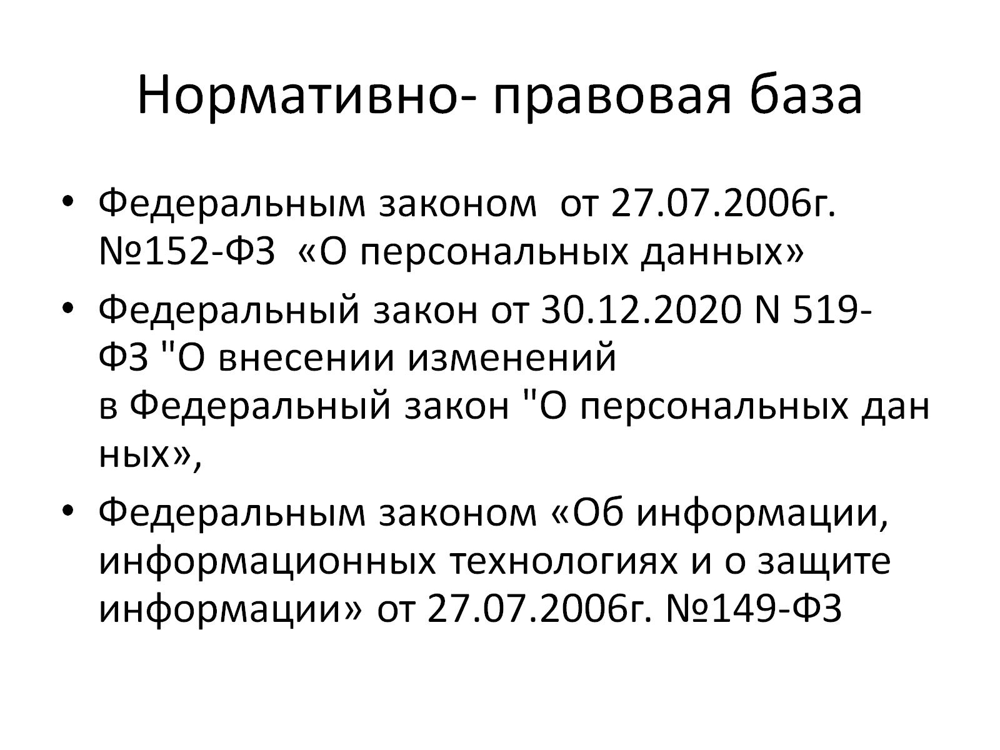 Нормативно- правовая база
• Федеральным законом  от 27.07.2006г.
№152-ФЗ  «О персональных данных»
• Федеральный закон от 30.12.2020 N 519-
ФЗ "О внесении изменений
в Федеральный закон "О персональных дан
ных»,
• Федеральным законом «Об информации,
информационных технологиях и о защите
информации» от 27.07.2006г. №149-ФЗ